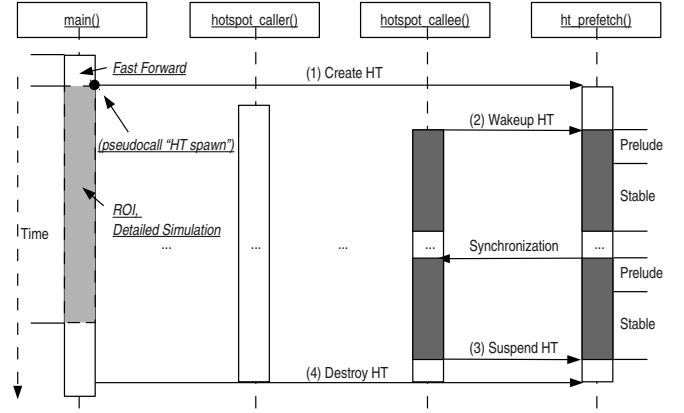 main()
hotspot_caller()
hotspot_callee()
ht_prefetch()
Fast Forward
(1) Create HT
(pseudocall “HT spawn”)
(2) Wakeup HT
Prelude
Stable
ROI,
Detailed Simulation
Time
...
...
...
...
...
Synchronization
Prelude
Stable
(3) Suspend HT
(4) Destroy HT